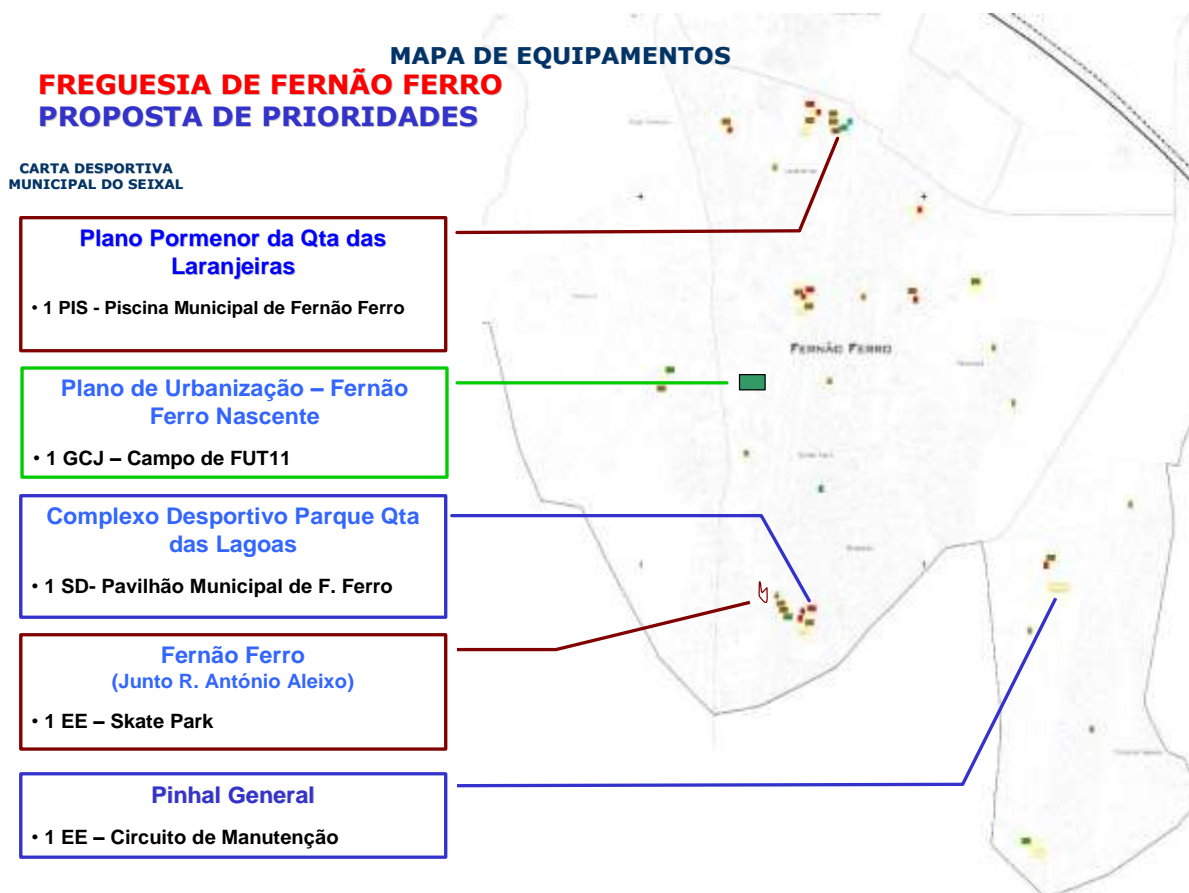 MAPA DE EQUIPAMENTOS
FREGUESIA DE FERNÃO FERRO
PROPOSTA DE PRIORIDADES
CARTA DESPORTIVA
MUNICIPAL DO SEIXAL
Plano Pormenor da Qta das
Laranjeiras
• 1 PIS - Piscina Municipal de Fernão Ferro
Plano de Urbanização – Fernão
Ferro Nascente
• 1 GCJ – Campo de FUT11
Complexo Desportivo Parque Qta
das Lagoas
• 1 SD- Pavilhão Municipal de F. Ferro
Fernão Ferro
(Junto R. António Aleixo)
• 1 EE – Skate Park
Pinhal General
• 1 EE – Circuito de Manutenção
FERNÃO FERRO